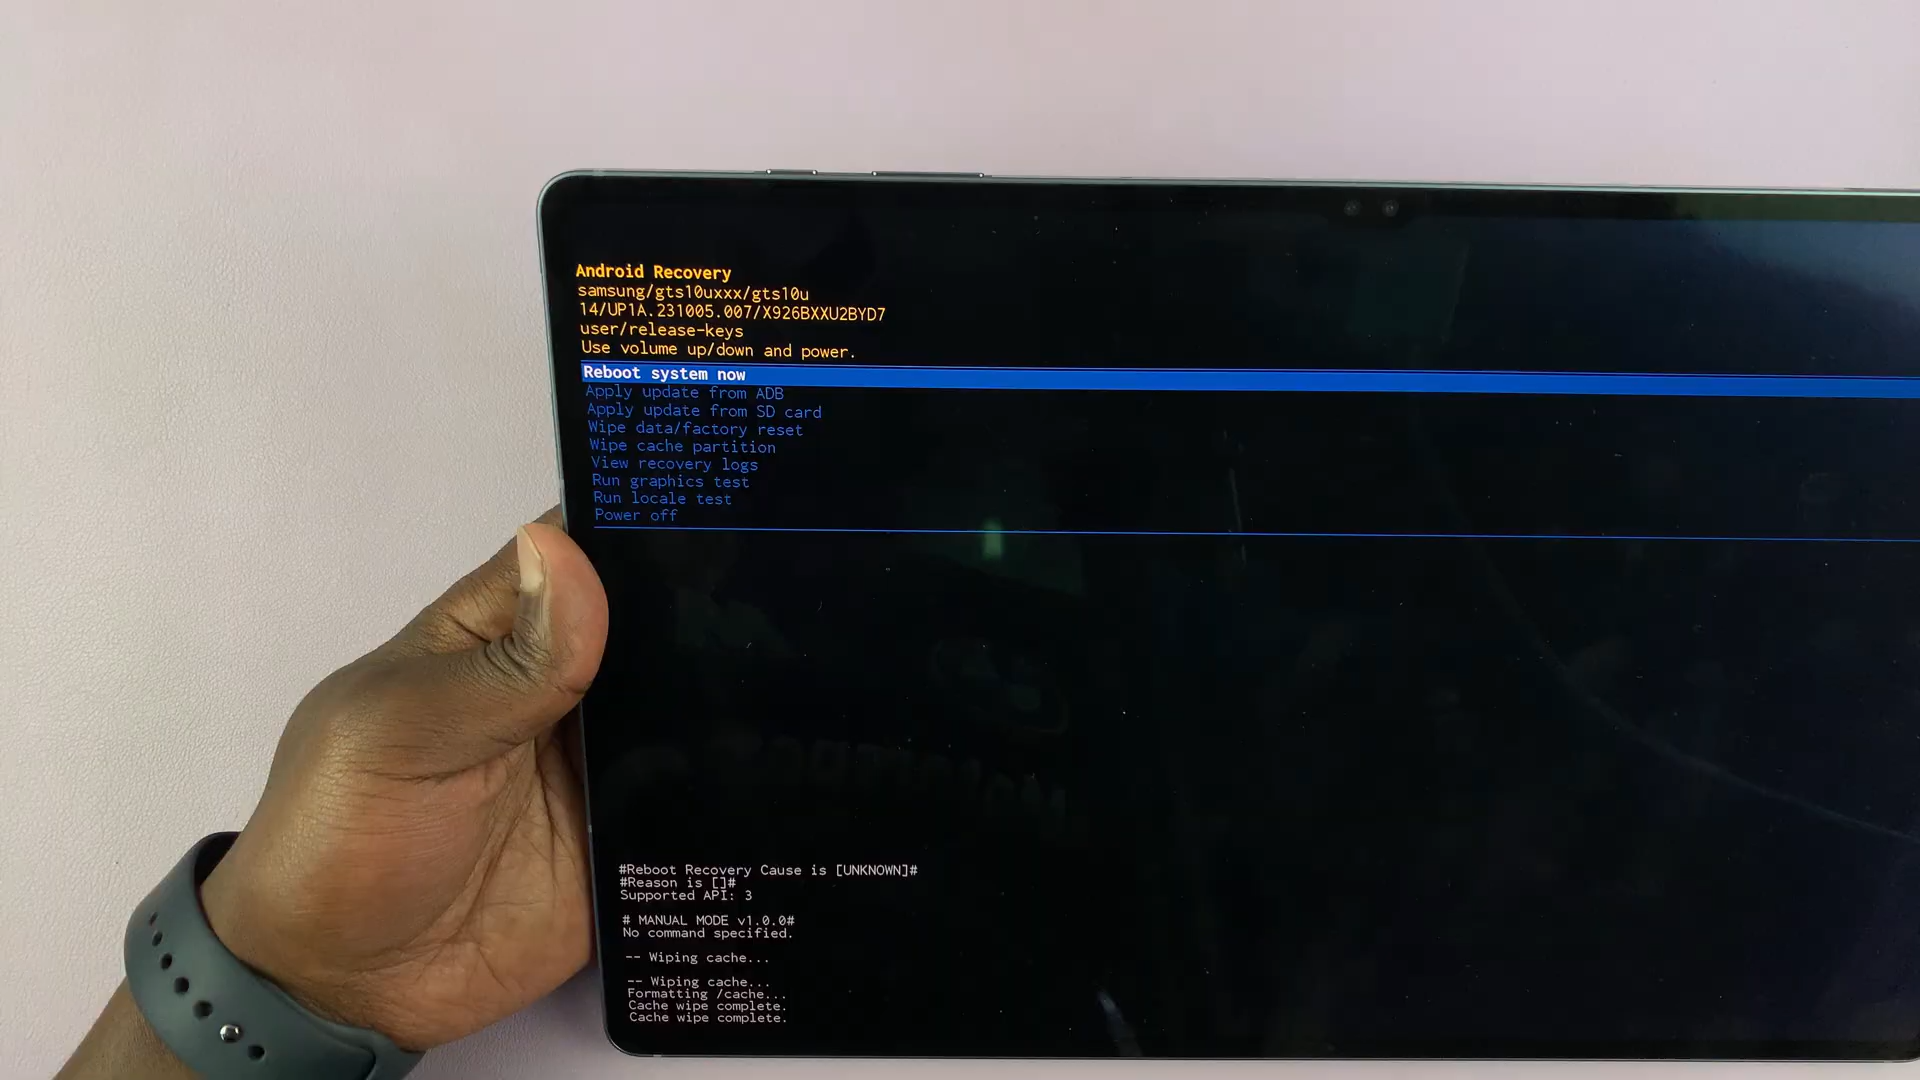 Android Recovery
samsung/gts10uxxx/gts10u
14/UP1A.231005.007/X926BXXU2BYD7
user/release-keys
Use volume up/down and power.
Reboot system now
Apply update from ADB
Apply update from SD card
Wipe data/factory reset
Wipe cache partition
View recovery logs
Run graphics test
Run locale test
Power off
#Reboot Recovery Cause is [UNKNOWN]#
#Reason is []#
Supported API: 3
# MANUAL MODE v1.0.0#
No command specified.
-- Wiping cache...
-- Wiping cache...
Formatting /cache...
Cache wipe complete.
Cache wipe complete.